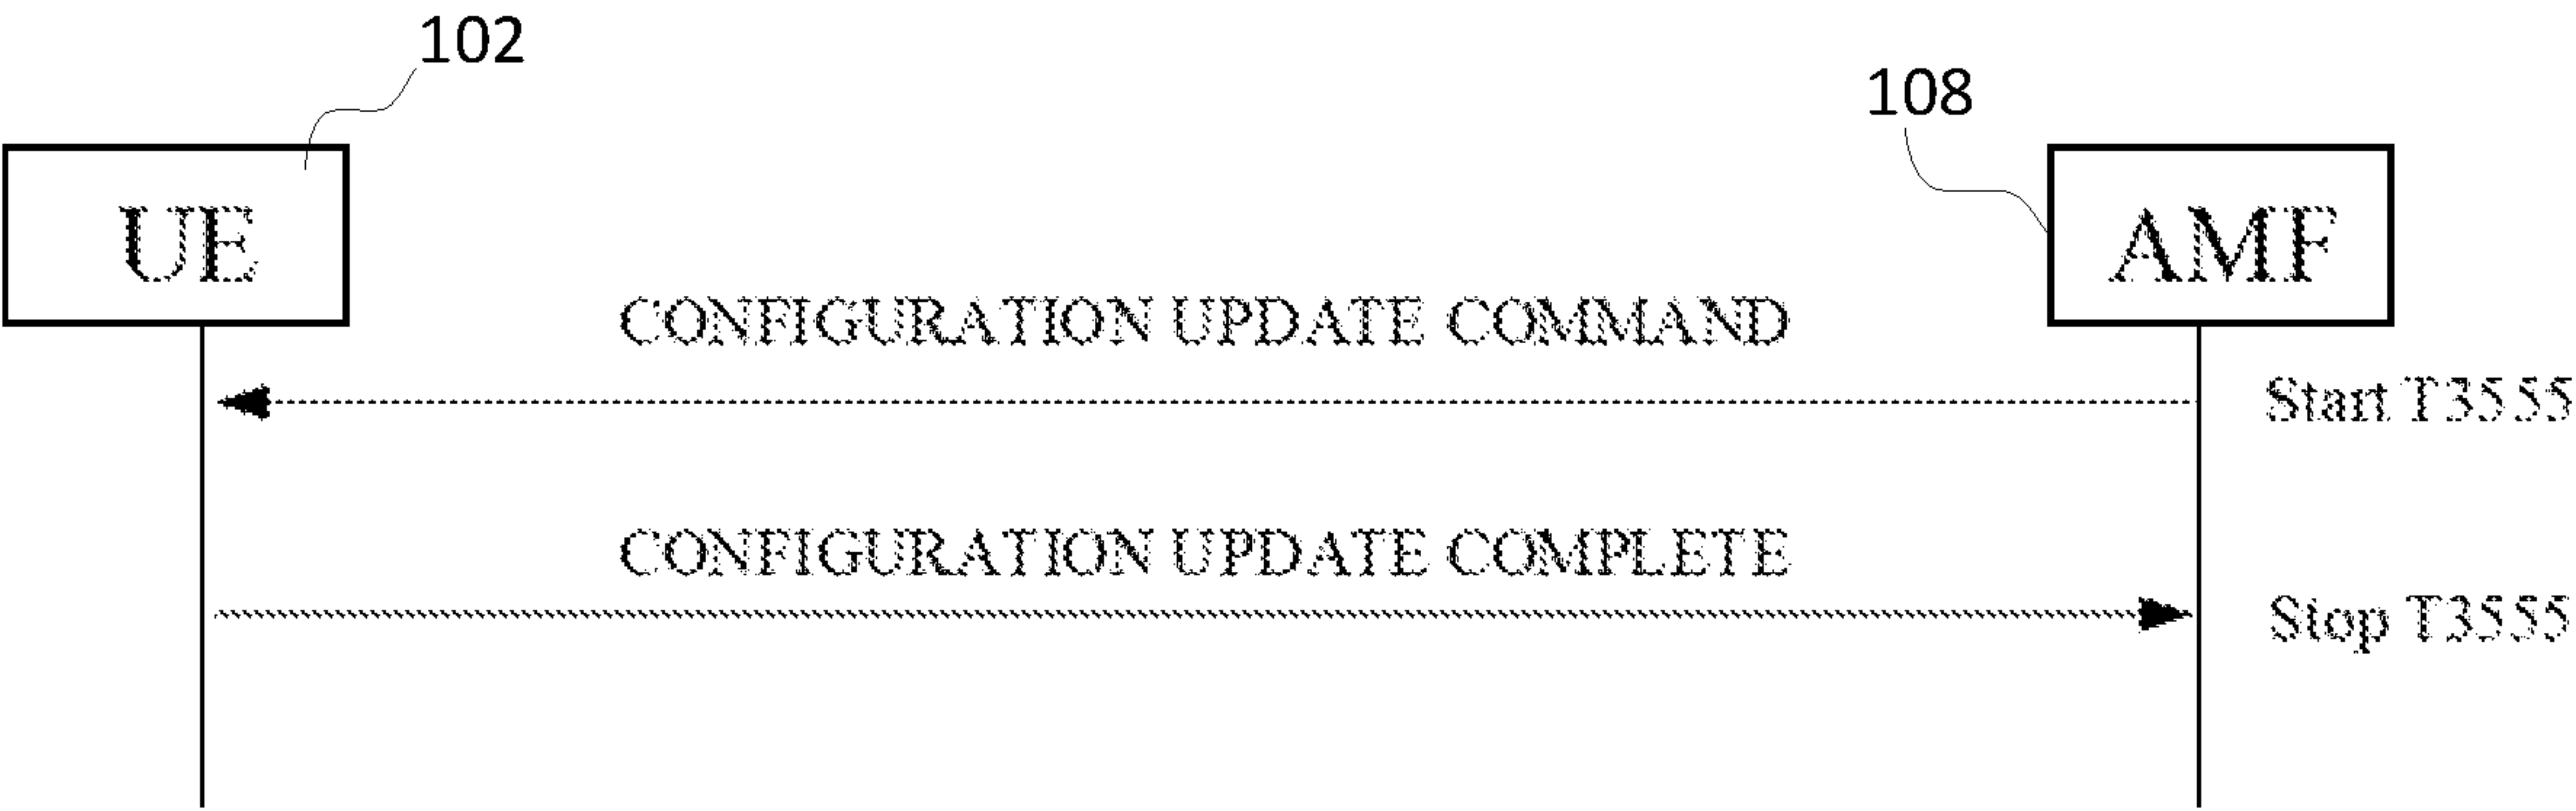 102
108
UE
AMF
CONFIGURATION UPDATE COMMAND
Start T3555
CONFIGURATION UPDATE COMPLETE
Stop T3555